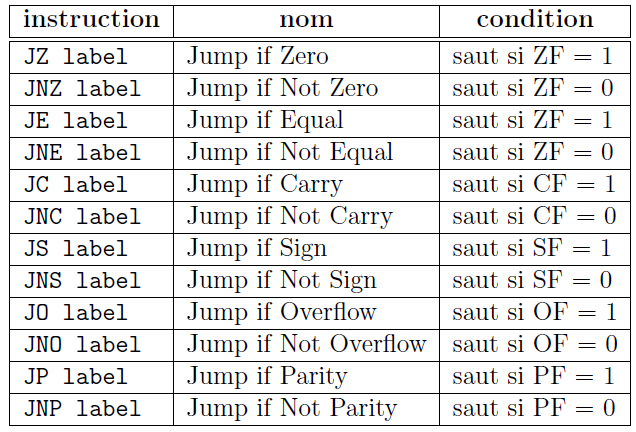 instruction nom condition
JZ label Jump if Zero saut si ZF = 1
JNZ label Jump if Not Zero saut si ZF = 0
JE label Jump if Equal saut si ZF = 1
JNE label Jump if Not Equal saut si ZF = 0
JC label Jump if Carry saut si CF = 1
JNC label Jump if Not Carry saut si CF = 0
JS label Jump if Sign saut si SF = 1
JNS label Jump if Not Sign saut si SF = 0
JO label Jump if Overflow saut si OF = 1
JNO label Jump if Not Overflow saut si OF = 0
JP label Jump if Parity saut si PF = 1
JNP label Jump if Not Parity saut si PF = 0